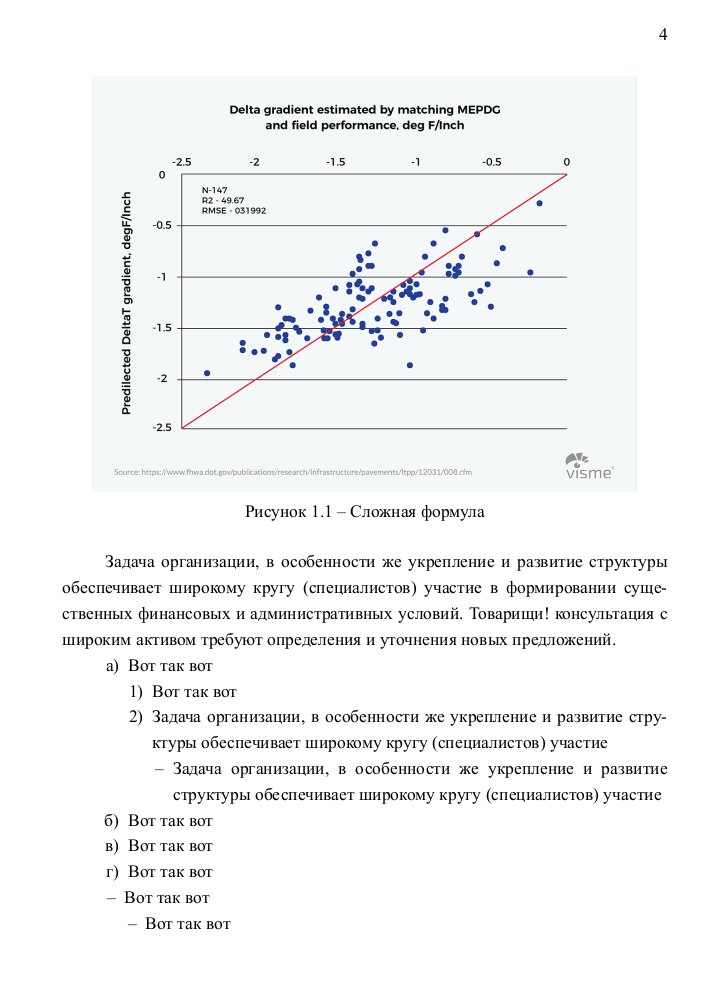 4
Delta gradient estimated by matching MEPDG
and field performance, deg F/Inch
-2.5 -2 -1.5 -1 -0.5 0
0
N-147
R2 - 49.67
RMSE - 031992
-0.5
-1
-1.5
-2
-2.5
Predilected DeltaT gradient, degF/Inch
Source: https://www.fhwa.dot.gov/publications/research/infrastructure/pavements/ltpp/12031/008.cfm
visme
Рисунок 1.1 – Сложная формула
Задача организации, в особенности же укрепление и развитие структуры
обеспечивает широкому кругу (специалистов) участие в формировании суще-
ственных финансовых и административных условий. Товарищи! консультация с
широким активом требуют определения и уточнения новых предложений.
а) Вот так вот
1) Вот так вот
2) Задача организации, в особенности же укрепление и развитие стру-
ктуры обеспечивает широкому кругу (специалистов) участие
– Задача организации, в особенности же укрепление и развитие
структуры обеспечивает широкому кругу (специалистов) участие
б) Вот так вот
в) Вот так вот
г) Вот так вот
– Вот так вот
– Вот так вот